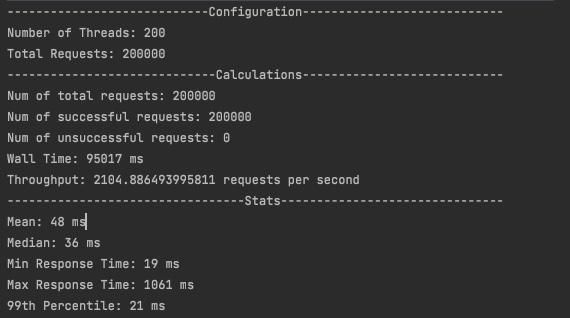 ----------------------------Configuration----------------------------
Number of Threads: 200
Total Requests: 200000
-----------------------------Calculations----------------------------
Num of total requests: 200000
Num of successful requests: 200000
Num of unsuccessful requests: 0
Wall Time: 95017 ms
Throughput: 2104.886493995811 requests per second
---------------------------------Stats-------------------------------
Mean: 48 ms
Median: 36 ms
Min Response Time: 19 ms
Max Response Time: 1061 ms
99th Percentile: 21 ms